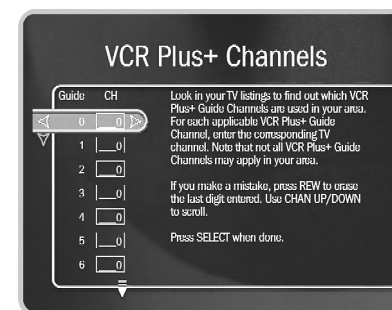 VCR Plus+ Channels
Guide CH
0 0
1 0
2 0
3 0
4 0
5 0
6 0
Look in your TV listings to find out which VCR
Plus+ Guide Channels are used in your area.
For each applicable VCR Plus+ Guide
Channel, enter the corresponding TV
channel. Note that not all VCR Plus+ Guide
Channels may apply in your area.
If you make a mistake, press REW to erase
the last digit entered. Use CHAN UP/DOWN
to scroll.
Press SELECT when done.